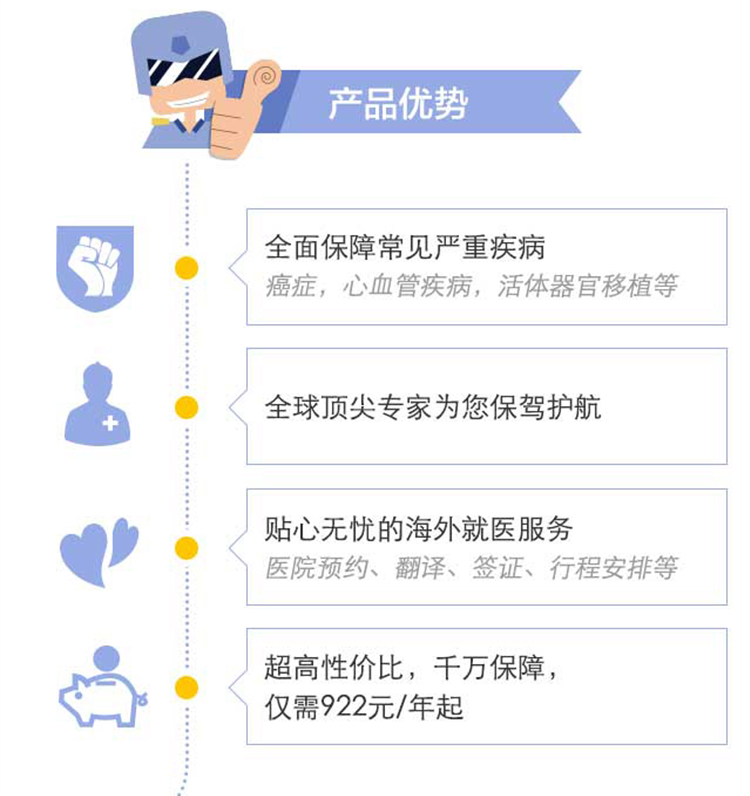 产品优势
全面保障常见严重疾病
癌症，心血管疾病，活体器官移植等
全球顶尖专家为您保驾护航
贴心无忧的海外就医服务
医院预约、翻译、签证、行程安排等
超高性价比，千万保障，
仅需922元/年起